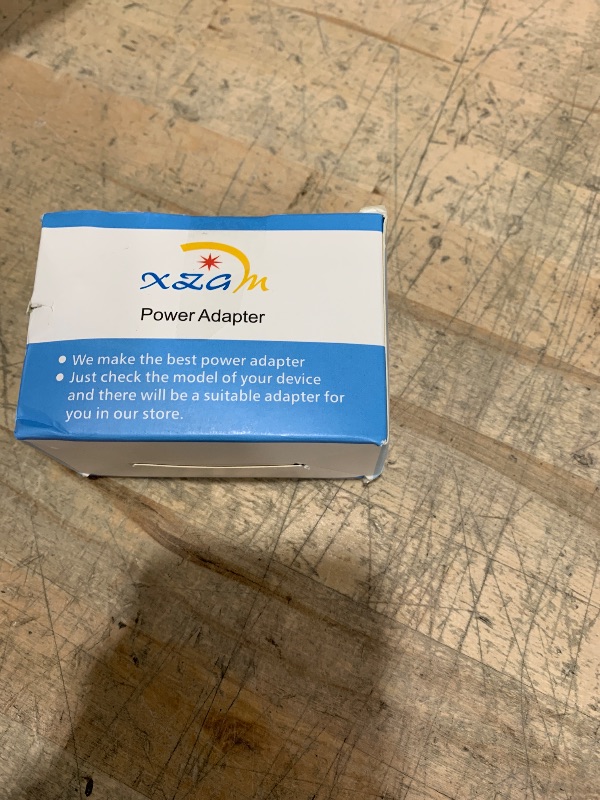 xzam
Power Adapter
• We make the best power adapter
• Just check the model of your device
and there will be a suitable adapter for
you in our store.